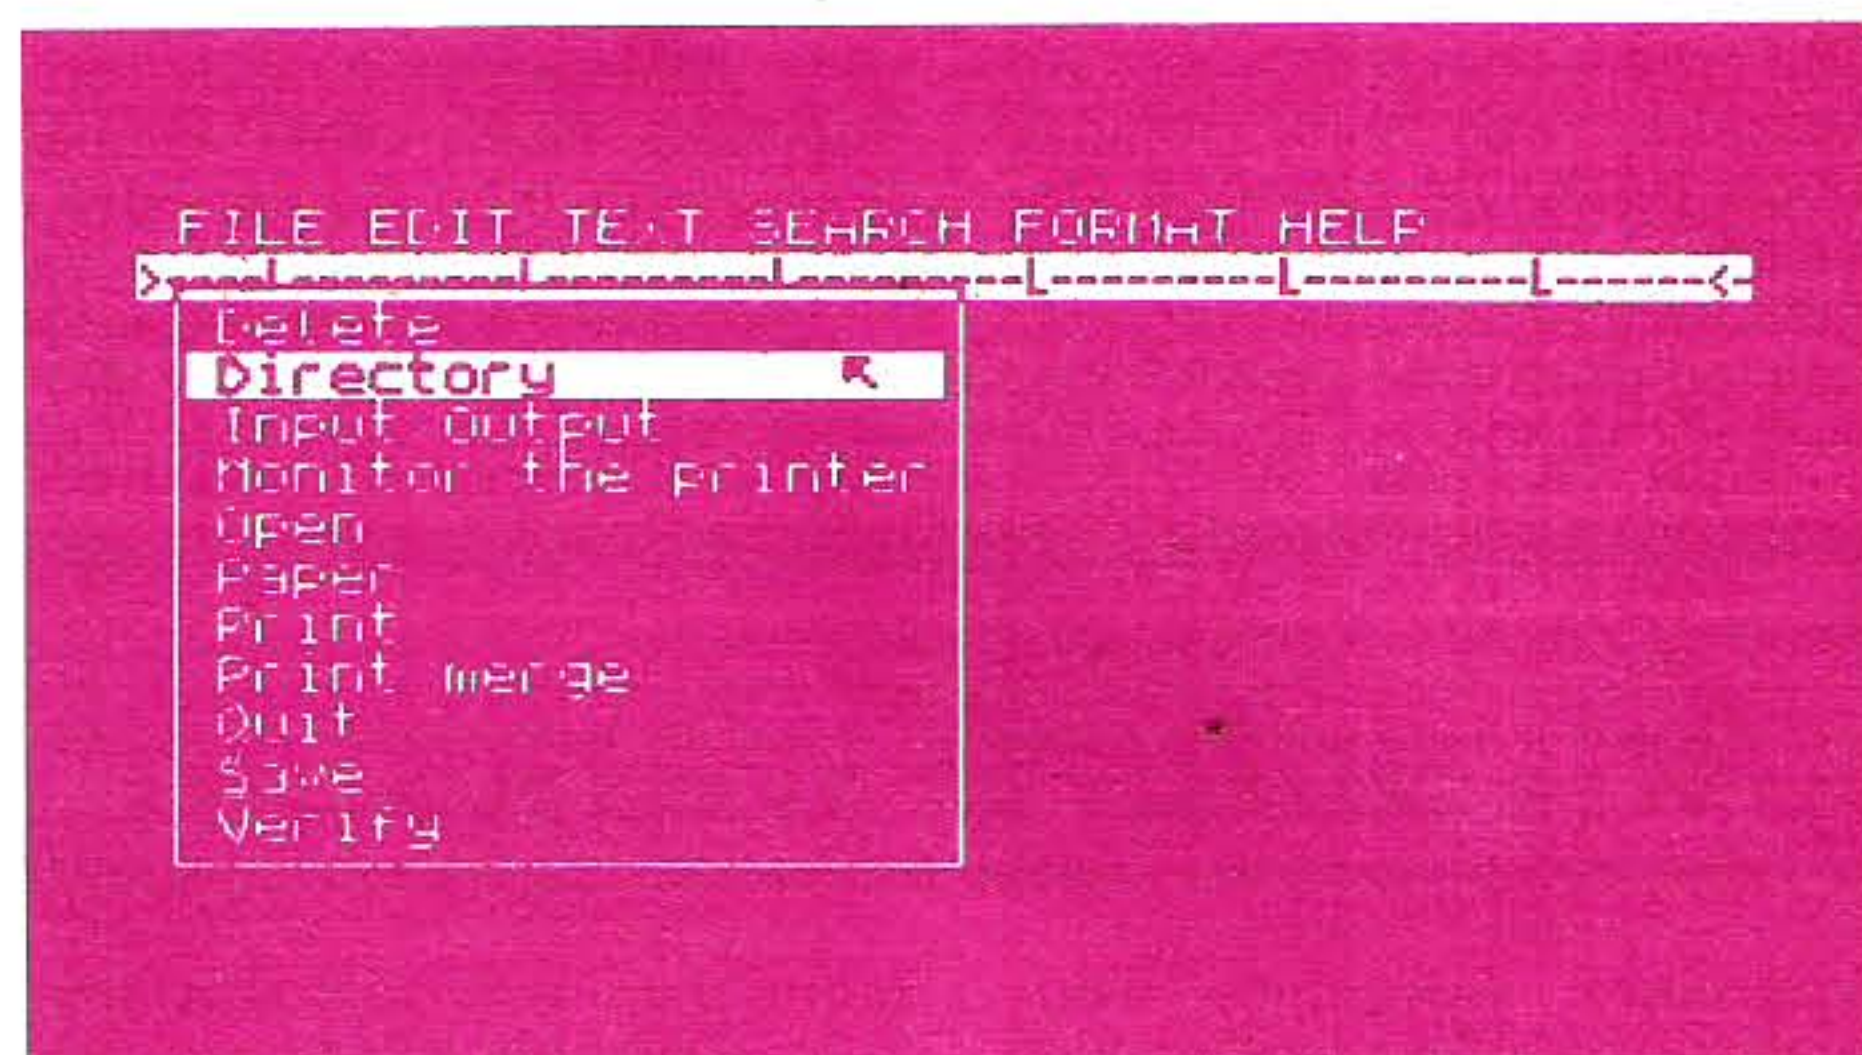 FILE EDIT TEXT SEARCH FORMAT HELP
>----L---------L---------L---------L---------L---------L------<-
Delete
Directory
Input Output
Monitor the printer
Open
Paper
Print
Print merge
Quit
Save
Verify